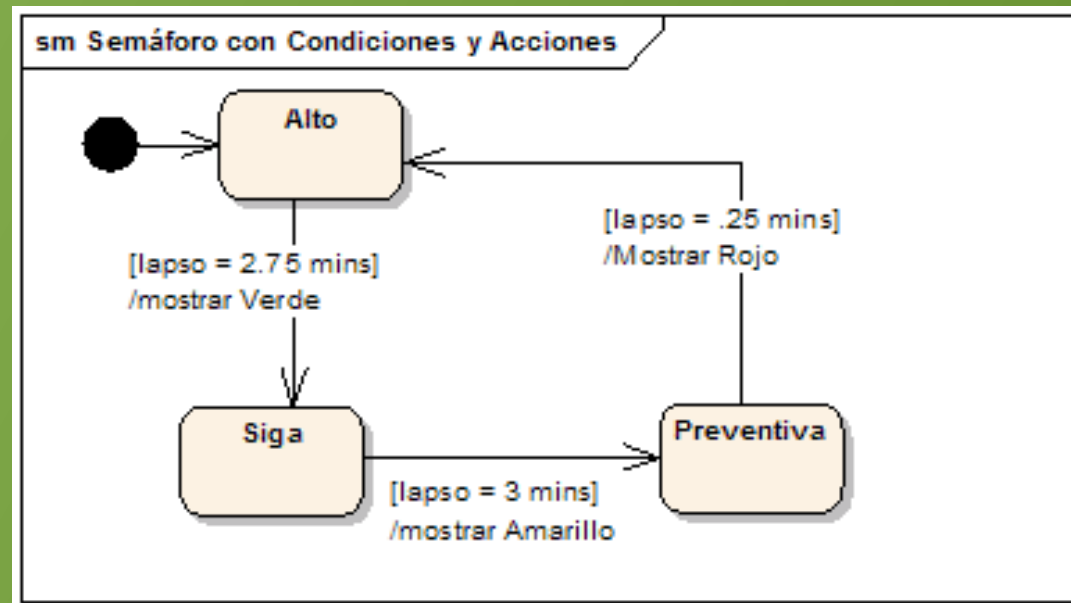 sm Semáforo con Condiciones y Acciones
Alto
[lapso = 2.75 mins]
/mostrar Verde
[lapso = .25 mins]
/Mostrar Rojo
Siga
Preventiva
[lapso = 3 mins]
/mostrar Amarillo